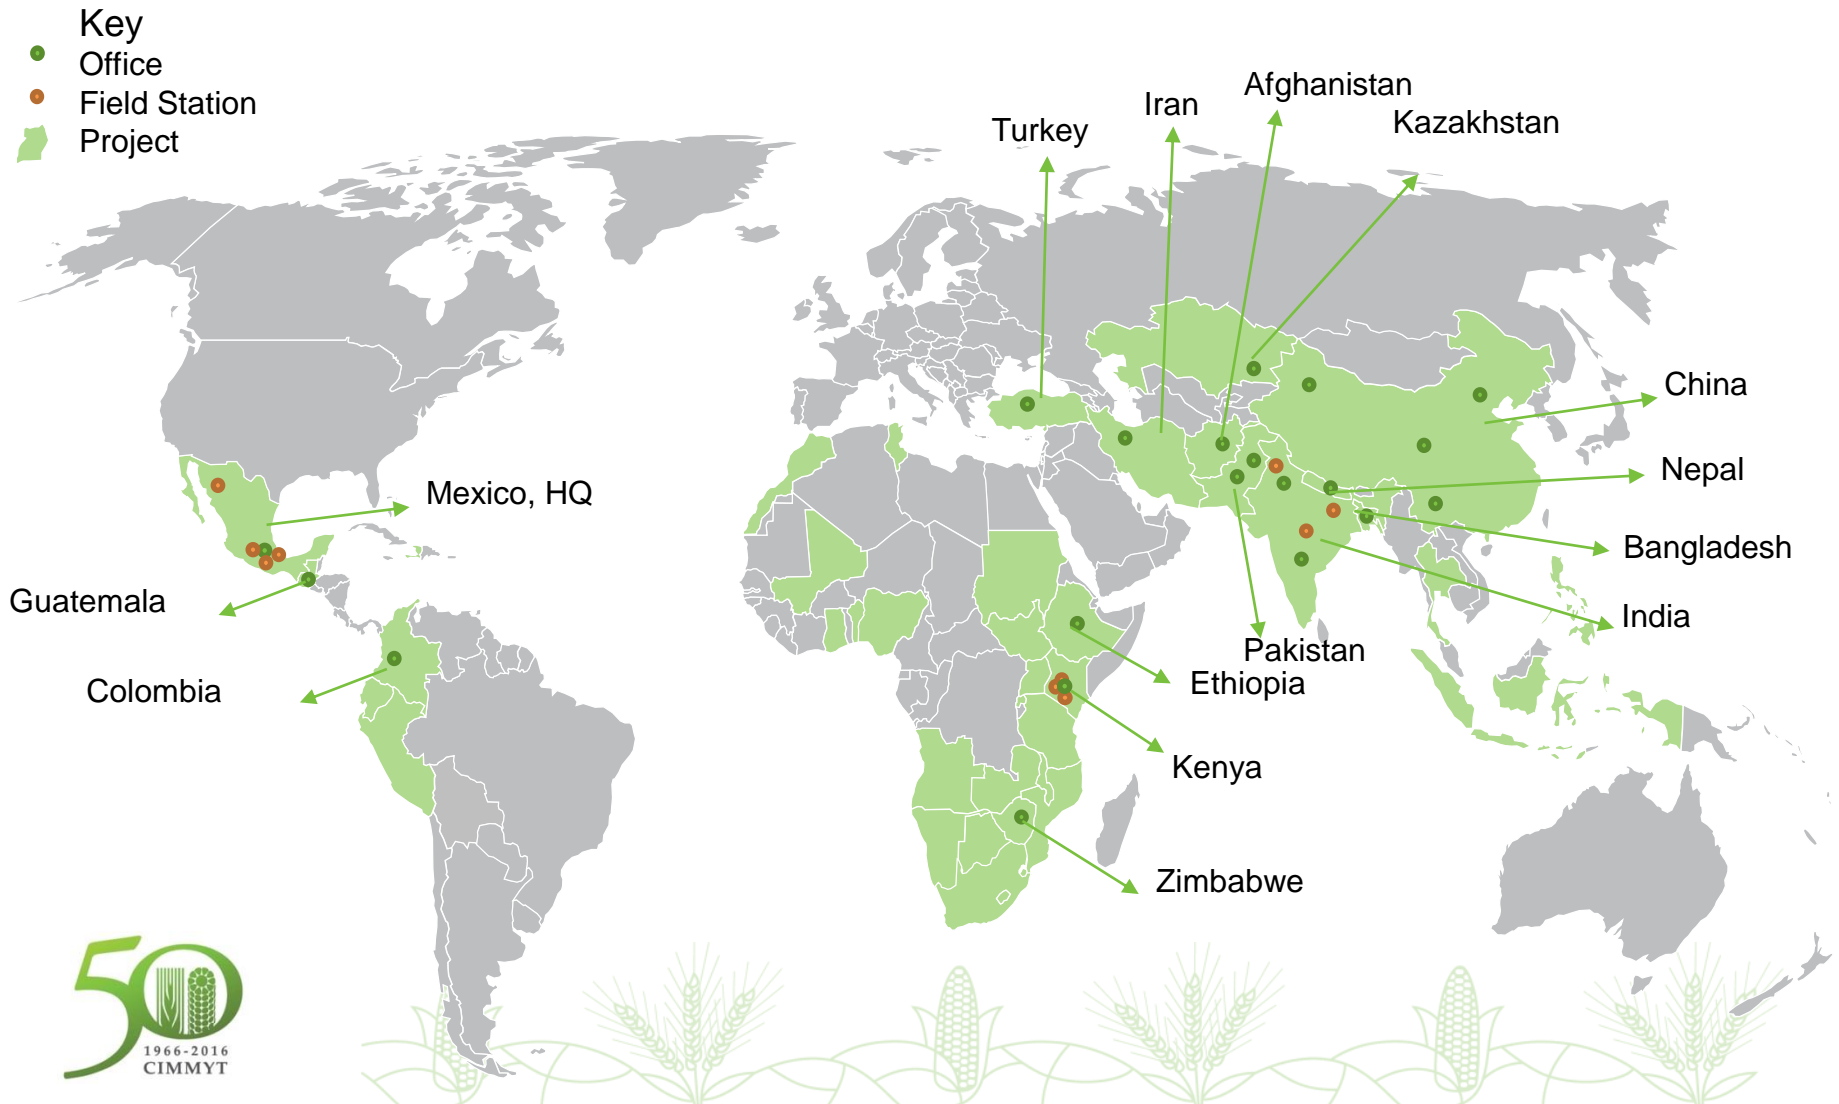 Key
Office
Field Station
Project
Turkey
Iran
Afghanistan
Kazakhstan
China
Nepal
Bangladesh
India
Pakistan
Ethiopia
Kenya
Zimbabwe
Mexico, HQ
Guatemala
Colombia
50
1966-2016
CIMMYT